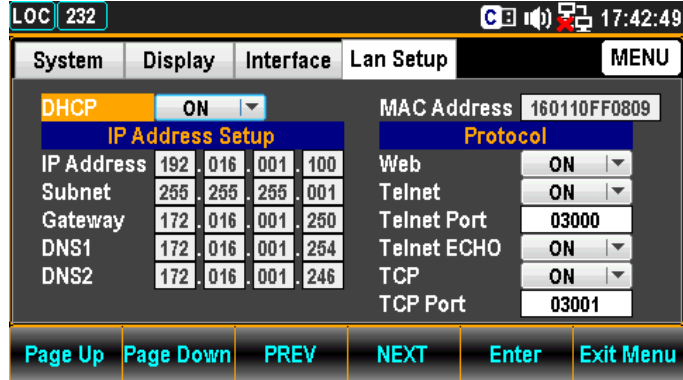 LOC 232 C 17:42:49
System Display Interface Lan Setup MENU
DHCP ON MAC Address 160110FF0809
IP Address Setup Protocol
IP Address 192 . 016 . 001 . 100 Web ON
Subnet 255 . 255 . 255 . 001 Telnet ON
Gateway 172 . 016 . 001 . 250 Telnet Port 03000
DNS1 172 . 016 . 001 . 254 Telnet ECHO ON
DNS2 172 . 016 . 001 . 246 TCP ON
TCP Port 03001
Page Up Page Down PREV NEXT Enter Exit Menu